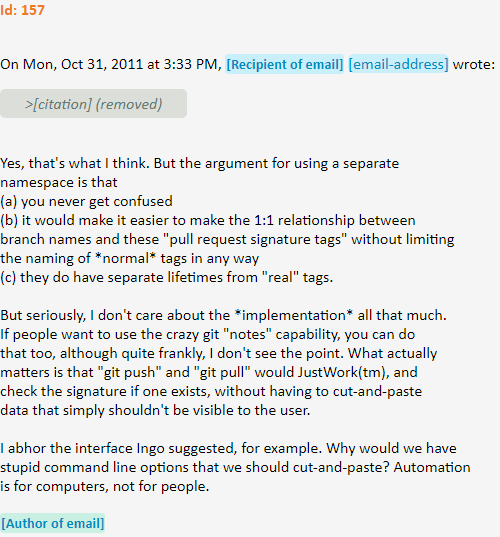 Id: 157
On Mon, Oct 31, 2011 at 3:33 PM, [Recipient of email] [email-address] wrote:
>[citation] (removed)
Yes, that's what I think. But the argument for using a separate
namespace is that
(a) you never get confused
(b) it would make it easier to make the 1:1 relationship between
branch names and these "pull request signature tags" without limiting
the naming of *normal* tags in any way
(c) they do have separate lifetimes from "real" tags.
But seriously, I don't care about the *implementation* all that much.
If people want to use the crazy git "notes" capability, you can do
that too, although quite frankly, I don't see the point. What actually
matters is that "git push" and "git pull" would JustWork(tm), and
check the signature if one exists, without having to cut-and-paste
data that simply shouldn't be visible to the user.
I abhor the interface Ingo suggested, for example. Why would we have
stupid command line options that we should cut-and-paste? Automation
is for computers, not for people.
[Author of email]